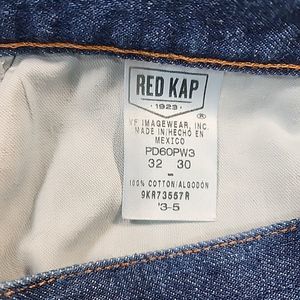 RED KAP
· 1923 ·
®
VF IMAGEWEAR, INC.
MADE IN/HECHO EN
MEXICO
PD60PW3
32 30
-
100% COTTON/ALGODÓN
9KR73557R
'3-5